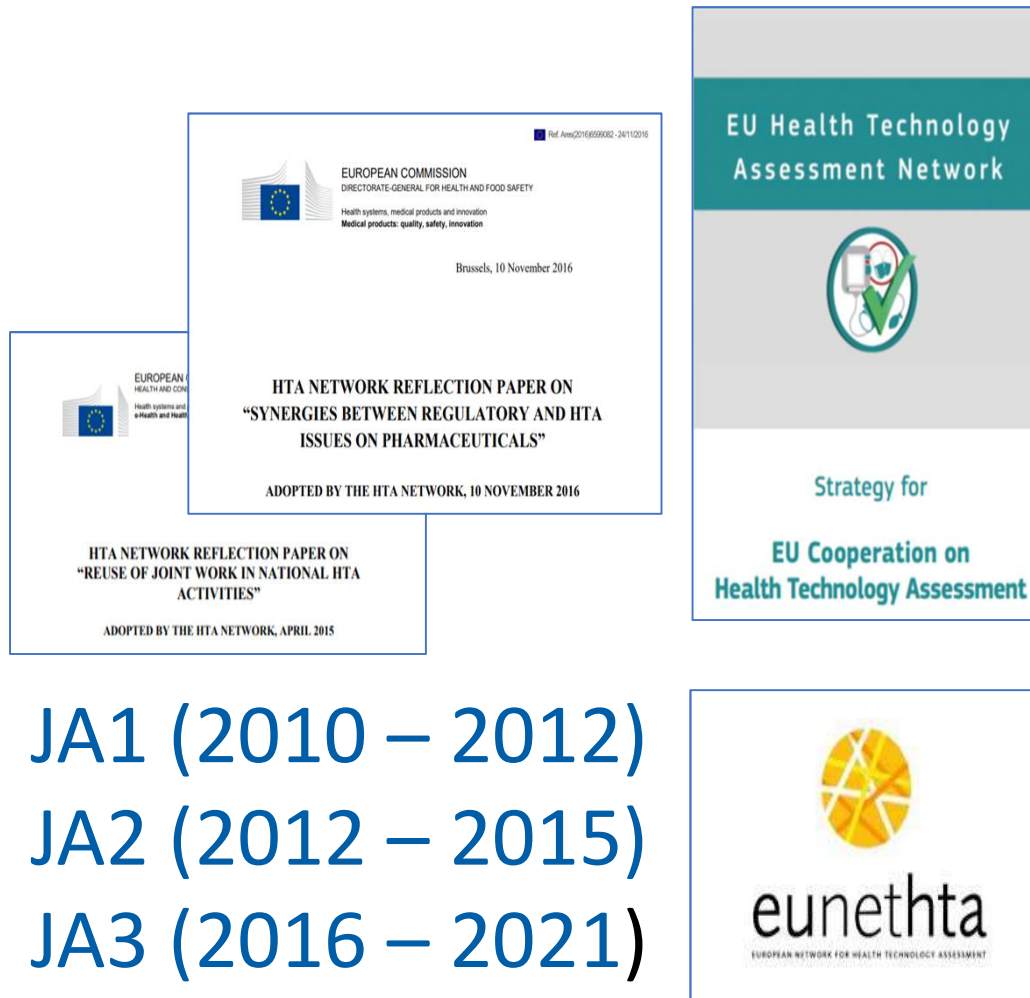 Ref. Ares(2016)6599082 - 24/11/2016
EUROPEAN COMMISSION
DIRECTORATE-GENERAL FOR HEALTH AND FOOD SAFETY
Health systems, medical products and innovation
Medical products: quality, safety, innovation
Brussels, 10 November 2016
HTA NETWORK REFLECTION PAPER ON
“SYNERGIES BETWEEN REGULATORY AND HTA
ISSUES ON PHARMACEUTICALS”
ADOPTED BY THE HTA NETWORK, 10 NOVEMBER 2016
EUROPEAN
HEALTH AND
Health systems and
e-Health and
HTA NETWORK REFLECTION PAPER ON
“REUSE OF JOINT WORK IN NATIONAL HTA
ACTIVITIES”
ADOPTED BY THE HTA NETWORK, APRIL 2015
EU Health Technology
Assessment Network
Strategy for
EU Cooperation on
Health Technology Assessment
JA1 (2010 – 2012)
JA2 (2012 – 2015)
JA3 (2016 – 2021)
eunethta
EUROPEAN NETWORK FOR HEALTH TECHNOLOGY ASSESSMENT